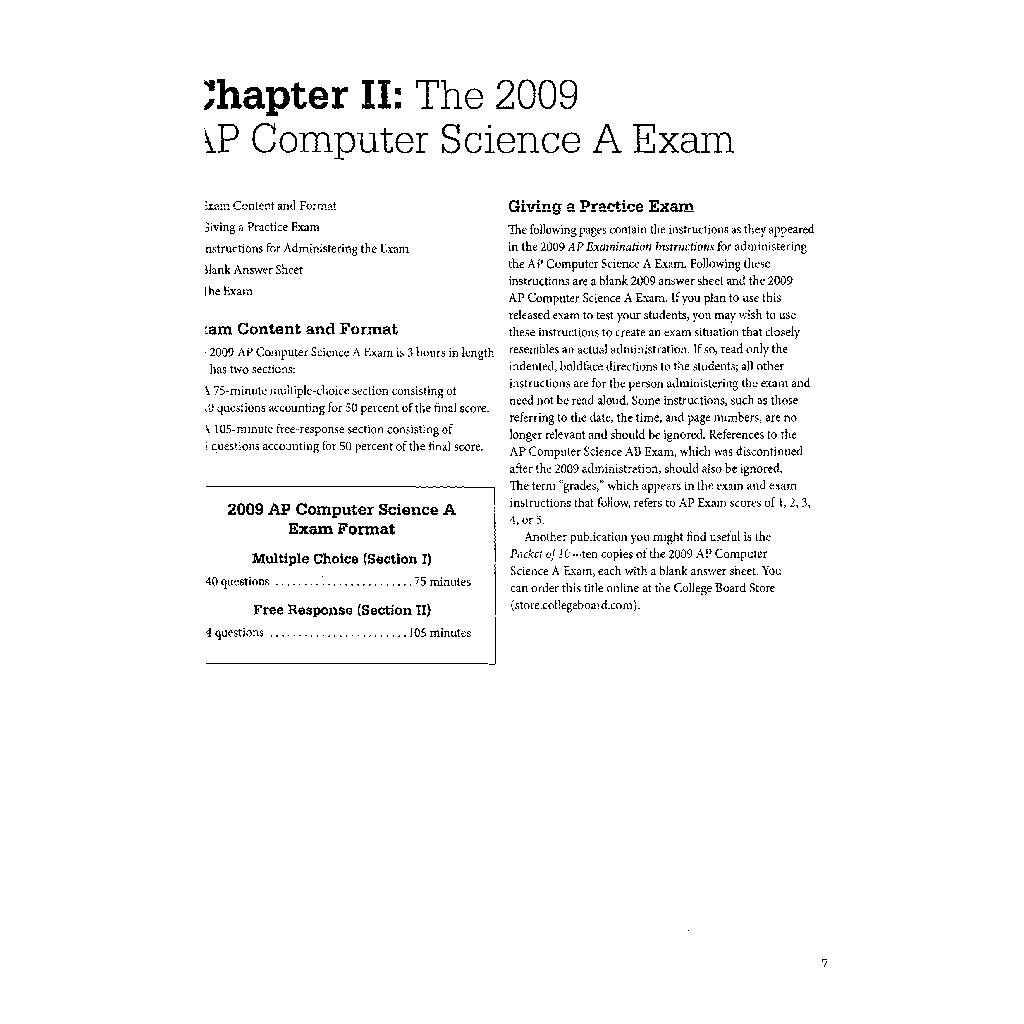 Chapter II: The 2009
AP Computer Science A Exam
Exam Content and Format
Giving a Practice Exam
Instructions for Administering the Exam
Blank Answer Sheet
The Exam
am Content and Format
2009 AP Computer Science A Exam is 3 hours in length
has two sections:
A 75-minute multiple-choice section consisting of
questions accounting for 50 percent of the final score.
A 105-minute free-response section consisting of
questions accounting for 50 percent of the final score.
2009 AP Computer Science A
Exam Format
Multiple Choice (Section I)
40 questions ........................ 75 minutes
Free Response (Section II)
4 questions ........................ 105 minutes
Giving a Practice Exam
The following pages contain the instructions as they appeared
in the 2009 AP Examination Instructions for administering
the AP Computer Science A Exam. Following these
instructions are a blank 2009 answer sheet and the 2009
AP Computer Science A Exam. If you plan to use this
released exam to test your students, you may wish to use
these instructions to create an exam situation that closely
resembles an actual administration. If so, read only the
indented, boldface directions to the students; all other
instructions are for the person administering the exam and
need not be read aloud. Some instructions, such as those
referring to the date, the time, and page numbers, are no
longer relevant and should be ignored. References to the
AP Computer Science AB Exam, which was discontinued
after the 2009 administration, should also be ignored.
The term "grades," which appears in the exam and exam
instructions that follow, refers to AP Exam scores of 1, 2, 3,
4, or 5.
Another publication you might find useful is the
Packet of 10—ten copies of the 2009 AP Computer
Science A Exam, each with a blank answer sheet. You
can order this title online at the College Board Store
(store.collegeboard.com).
7